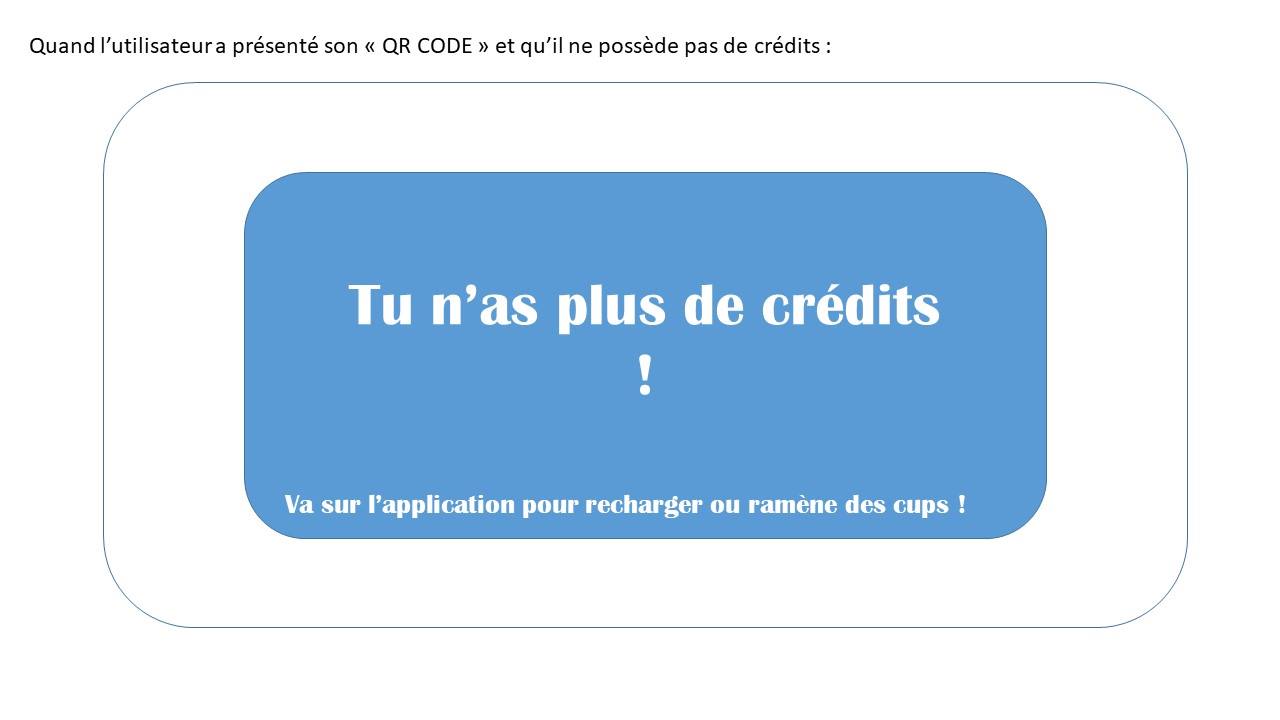 Quand l’utilisateur a présenté son « QR CODE » et qu’il ne possède pas de crédits :
Tu n’as plus de crédits
!
Va sur l’application pour recharger ou ramène des cups !